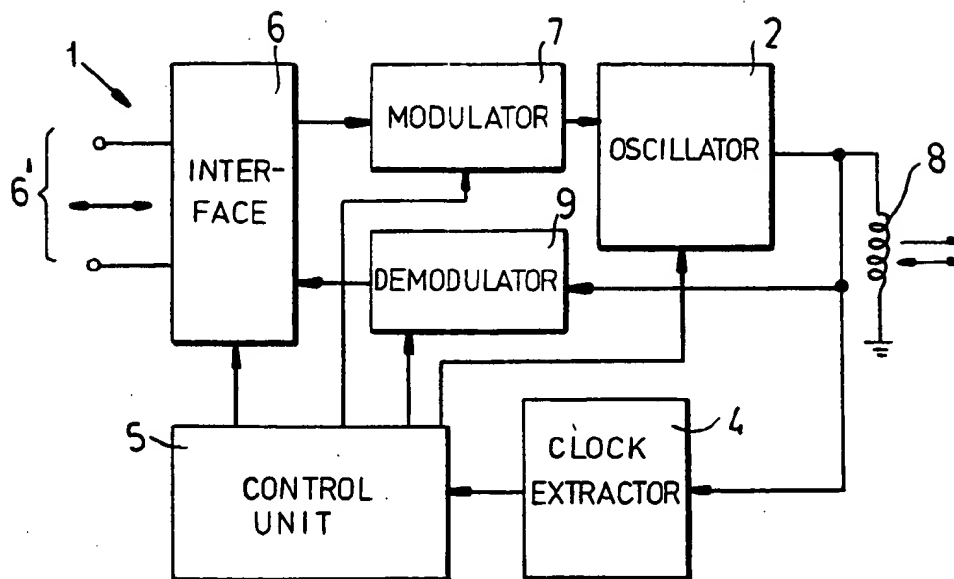 1
6
7
2
6'
INTER-
FACE
MODULATOR
OSCILLATOR
8
9
DEMODULATOR
5
CONTROL
UNIT
4
CLOCK
EXTRACTOR